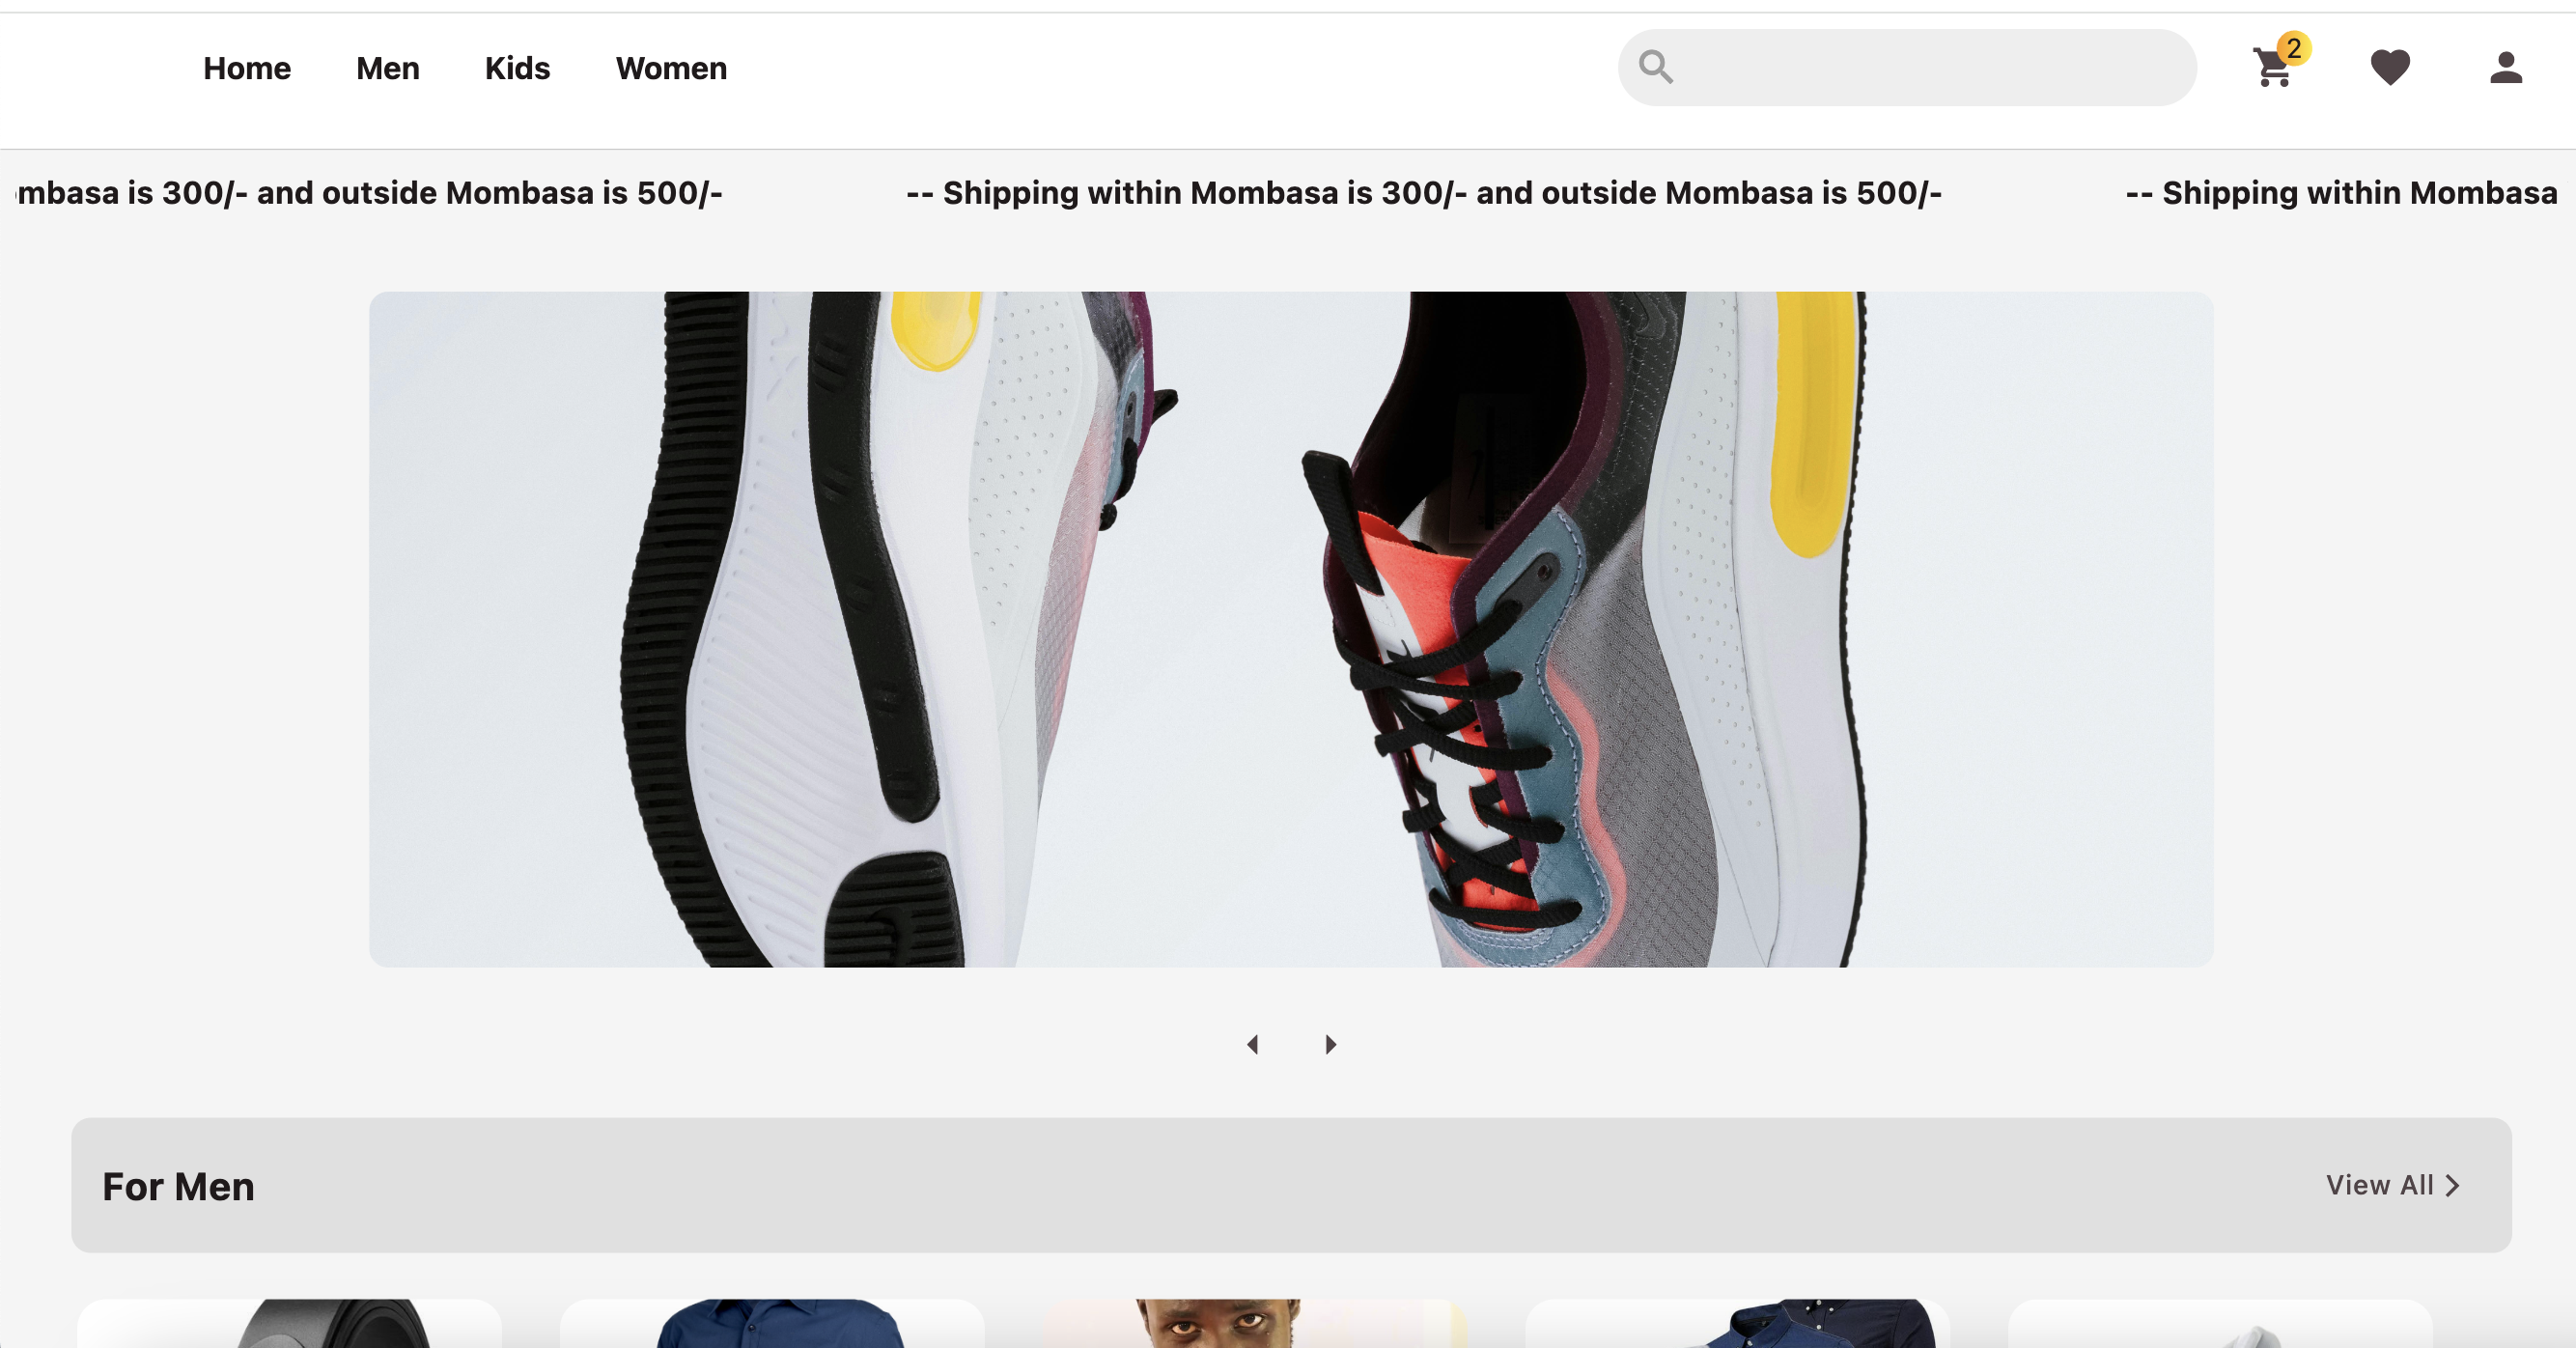 Home Men Kids Women
2
mbasa is 300/- and outside Mombasa is 500/- -- Shipping within Mombasa is 300/- and outside Mombasa is 500/- -- Shipping within Mombasa
For Men View All